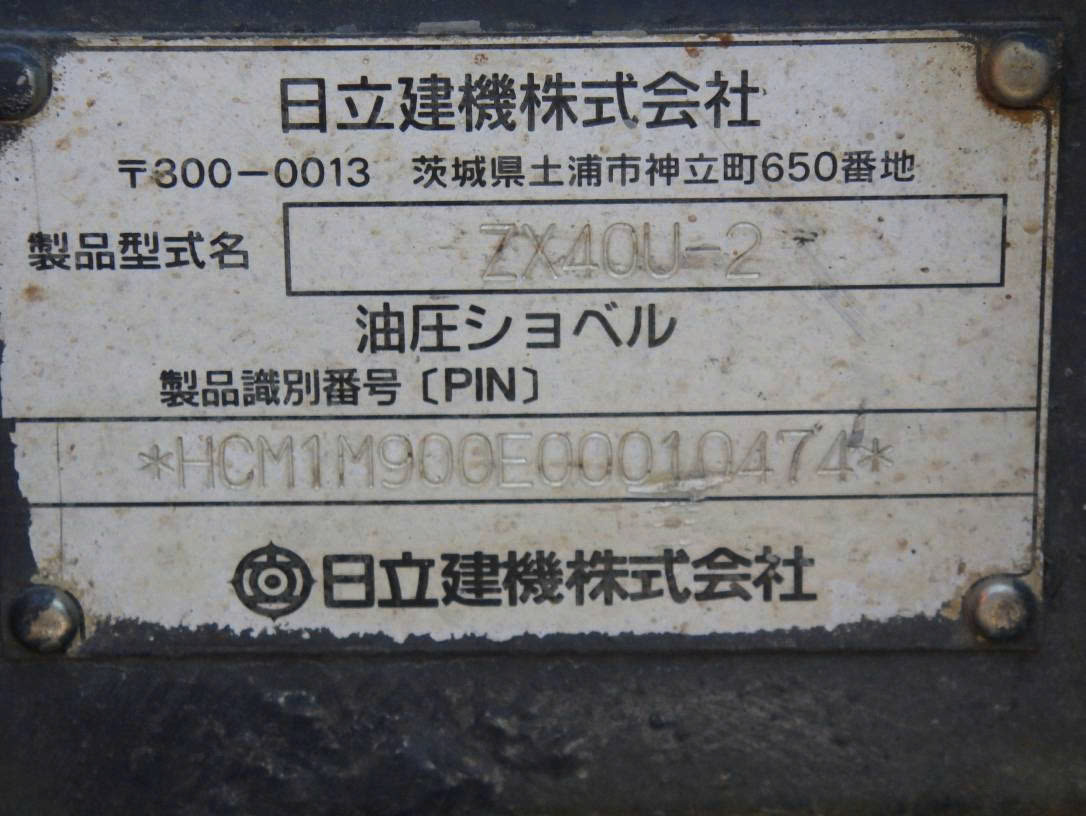 日立建機株式会社
〒300-0013 茨城県土浦市神立町650番地
製品型式名 ZX40U-2
油圧ショベル
製品識別番号〔PIN〕
*HCM1M900E00010474*
日立建機株式会社